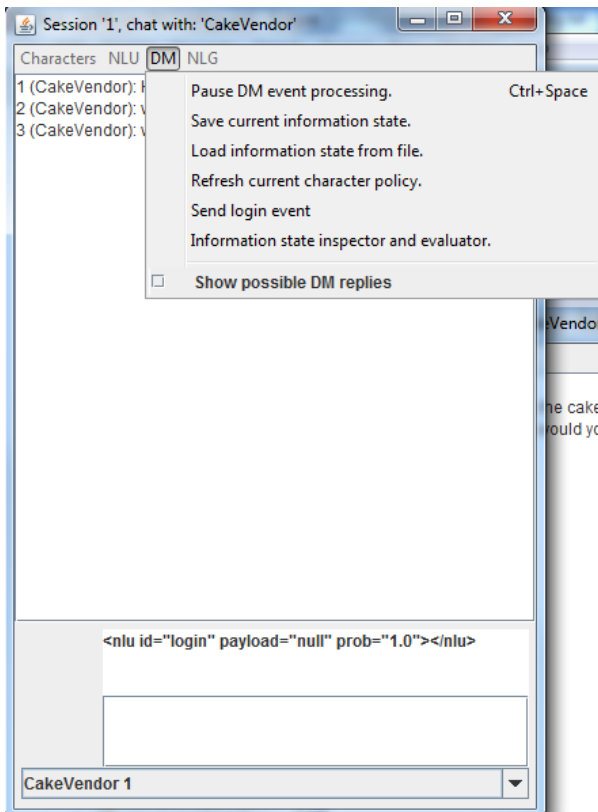 Session '1', chat with: 'CakeVendor'
Characters NLU DM NLG
1 (CakeVendor):
2 (CakeVendor):
3 (CakeVendor):
Pause DM event processing. Ctrl+Space
Save current information state.
Load information state from file.
Refresh current character policy.
Send login event
Information state inspector and evaluator.
Show possible DM replies
<nlu id="login" payload="null" prob="1.0"></nlu>
CakeVendor 1